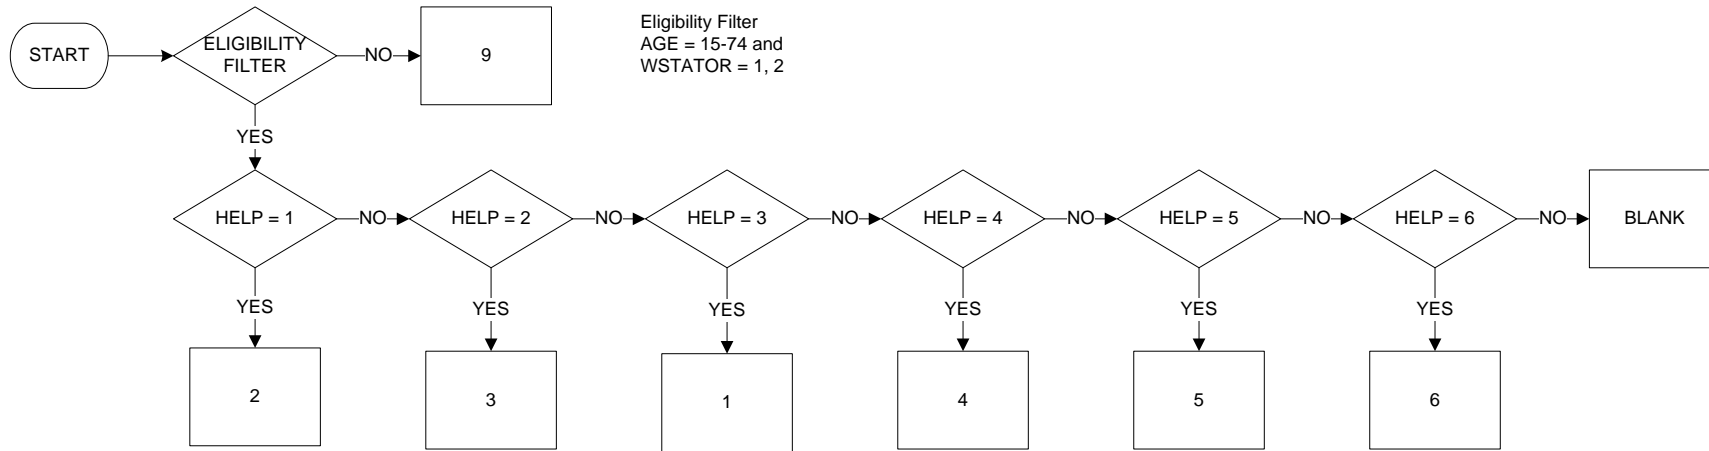 START
ELIGIBILITY
FILTER
NO
9
Eligibility Filter
AGE = 15-74 and
WSTATOR = 1, 2
YES
HELP = 1
NO
HELP = 2
NO
HELP = 3
NO
HELP = 4
NO
HELP = 5
NO
HELP = 6
NO
BLANK
YES
YES
YES
YES
YES
YES
2
3
1
4
5
6